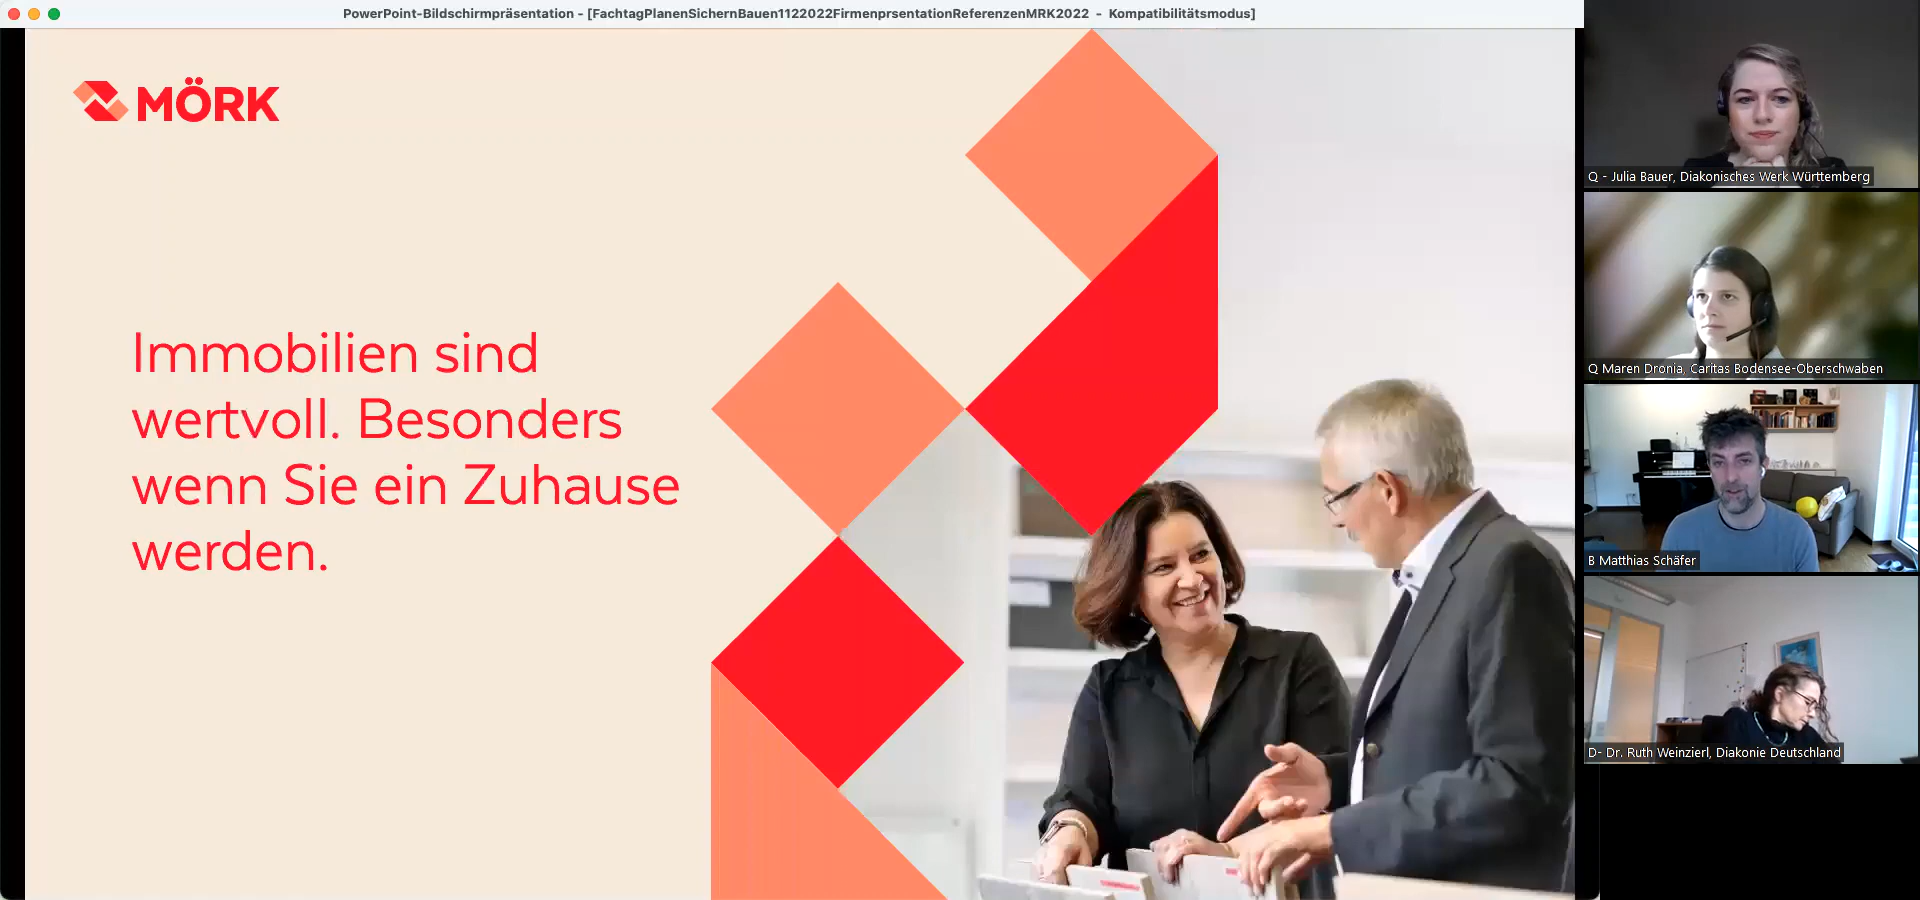 PowerPoint-Bildschirmpräsentation - [FachtagPlanenSichernBauen1122022FirmenprsentationReferenzenMRK2022 - Kompatibilitätsmodus]
MÖRK
Immobilien sind
wertvoll. Besonders
wenn Sie ein Zuhause
werden.
Q - Julia Bauer, Diakonisches Werk Württemberg
Q Maren Dronia, Caritas Bodensee-Oberschwaben
B Matthias Schäfer
D- Dr. Ruth Weinzierl, Diakonie Deutschland